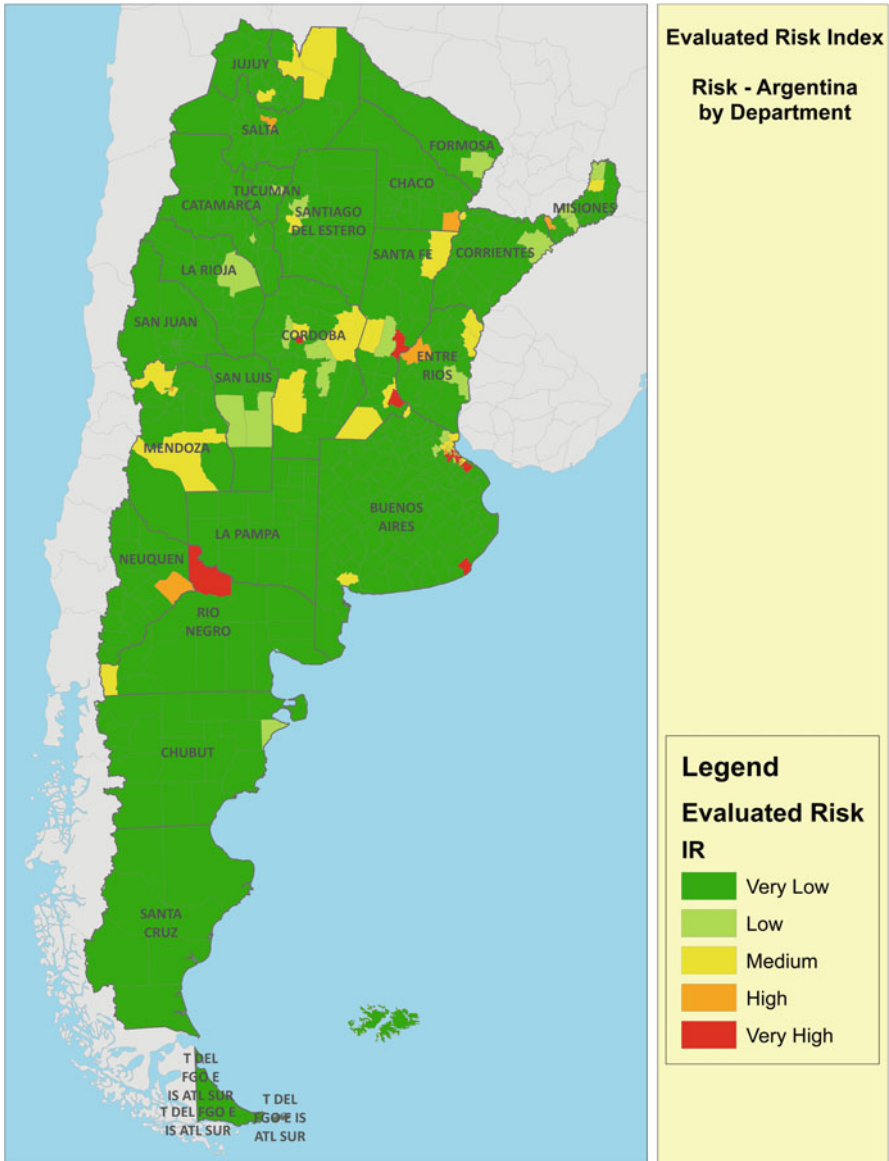 Evaluated Risk Index
Risk - Argentina
by Department
JUJUY
SALTA
FORMOSA
CHACO
TUCUMAN
CATAMARCA
SANTIAGO
DEL ESTERO
MISIONES
SANTA FE
CORRIENTES
LA RIOJA
SAN JUAN
CORDOBA
ENTRE
RIOS
SAN LUIS
MENDOZA
BUENOS
AIRES
LA PAMPA
NEUQUEN
RIO
NEGRO
CHUBUT
SANTA
CRUZ
T DEL
FGO E
IS ATL SUR
T DEL FGO E
IS ATL SUR
T DEL
FGO E IS
ATL SUR
Legend
Evaluated Risk
IR
Very Low
Low
Medium
High
Very High